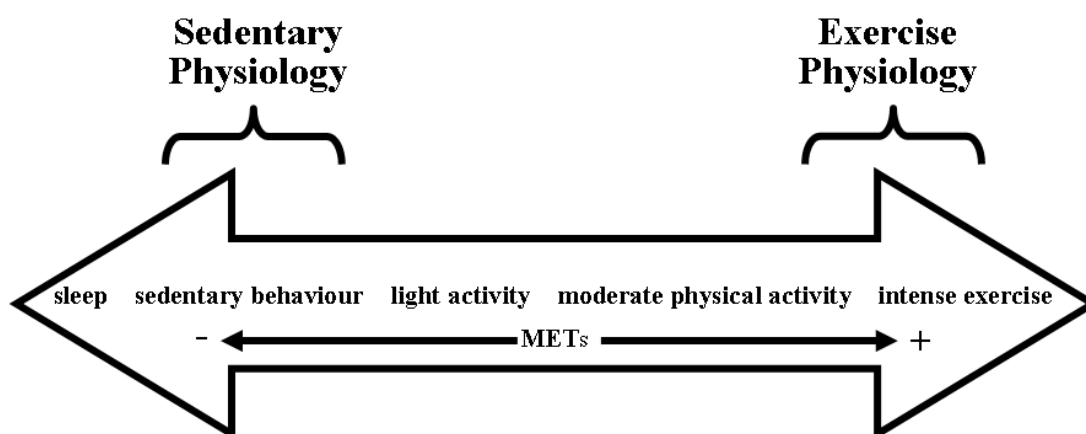 Sedentary
Physiology
Exercise
Physiology
sleep sedentary behaviour light activity moderate physical activity intense exercise
- METs +